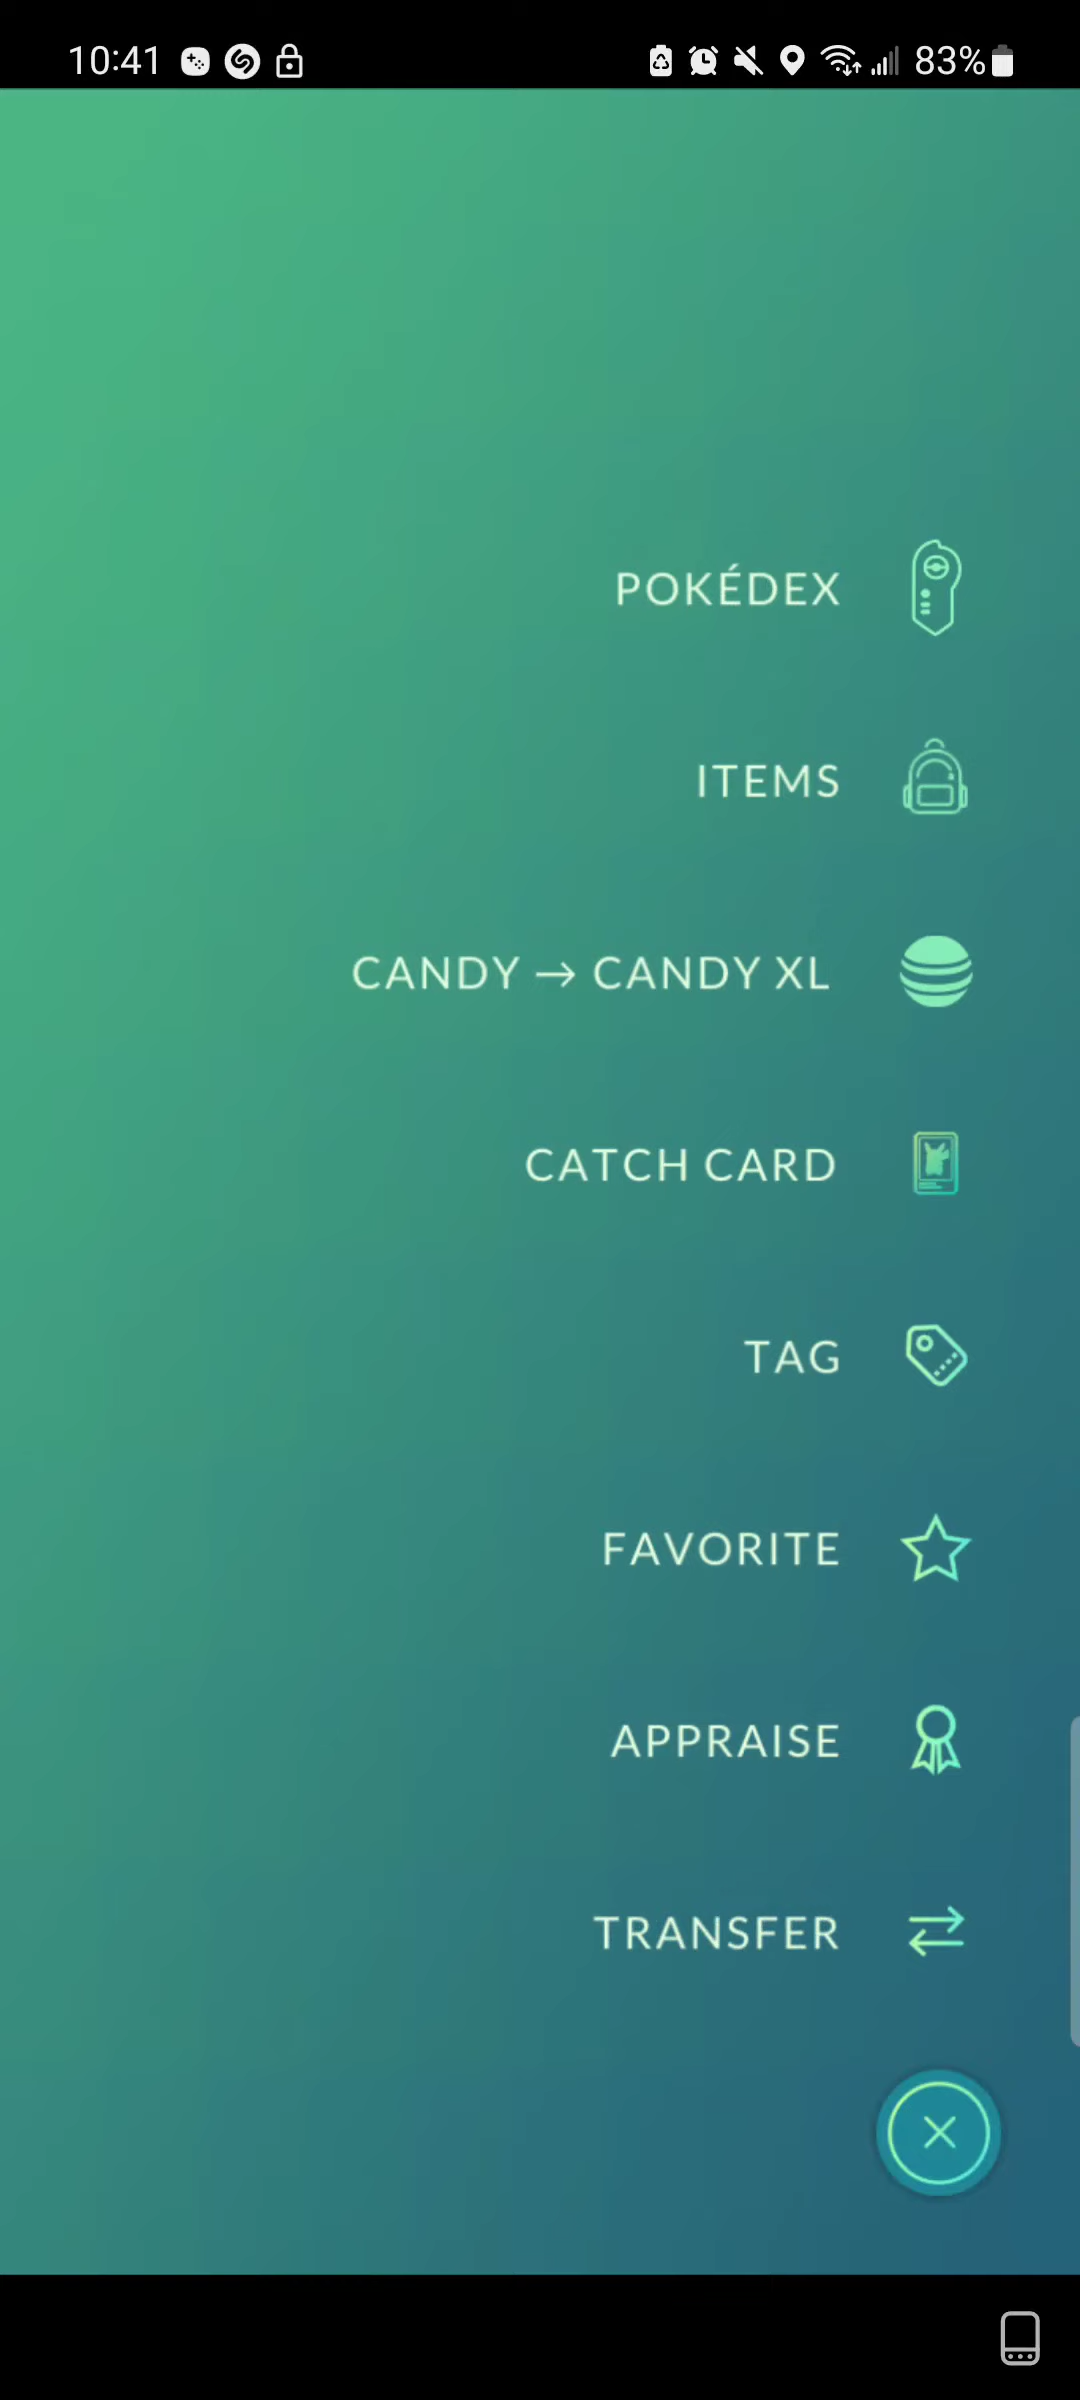 10:41 83%
POKÉDEX
ITEMS
CANDY → CANDY XL
CATCH CARD
TAG
FAVORITE
APPRAISE
TRANSFER